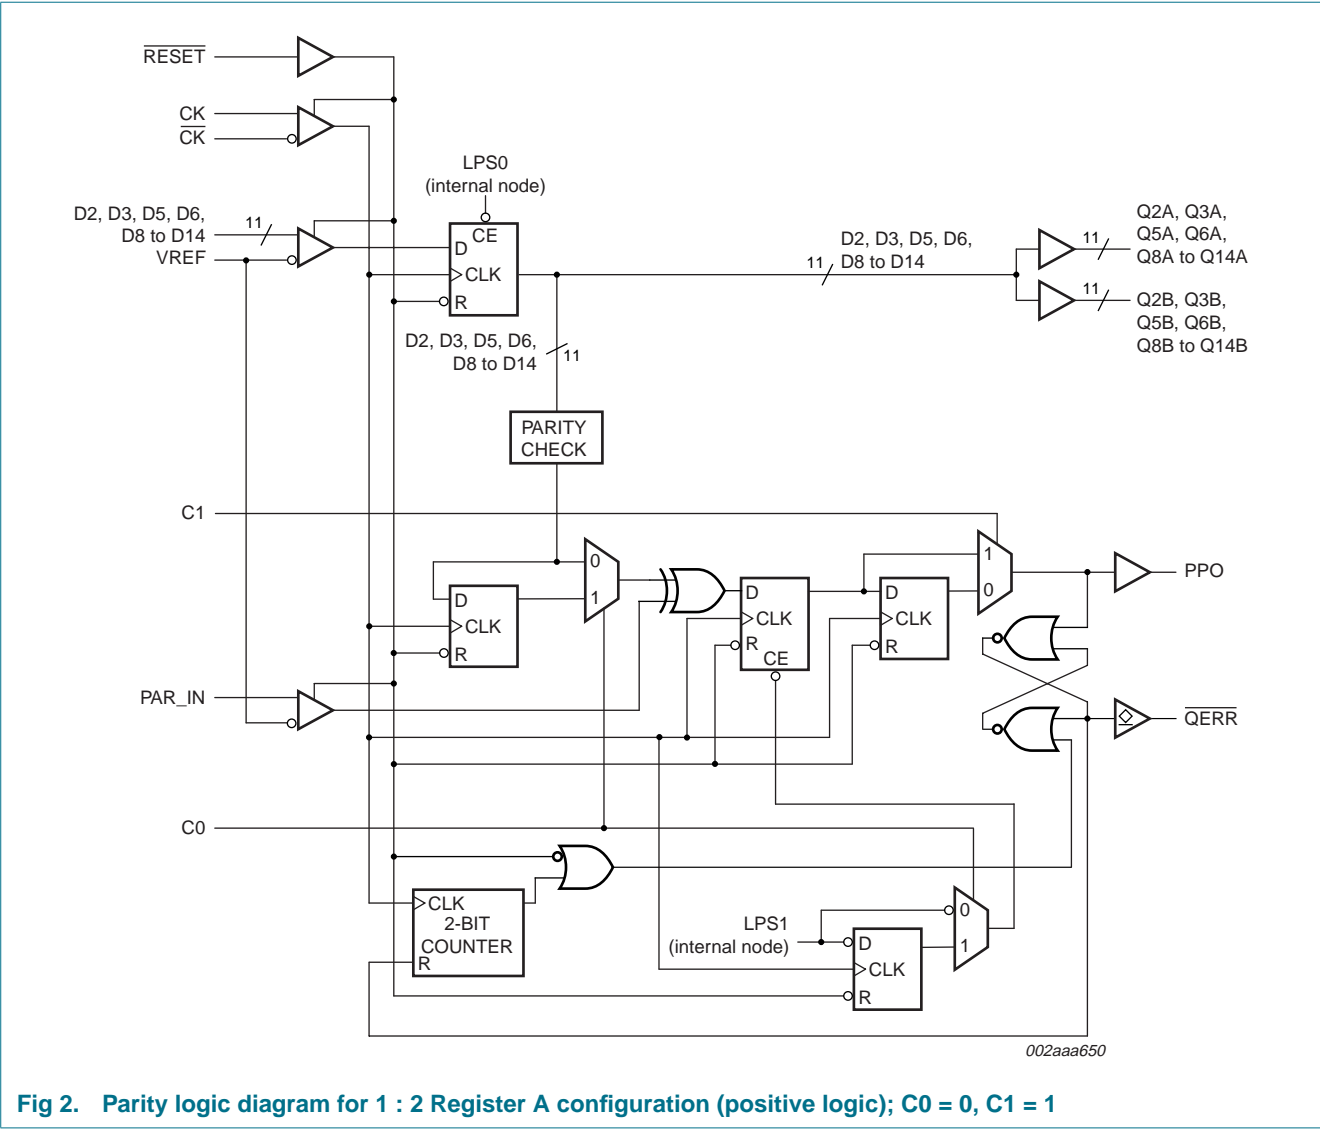 RESET
CK
CK
LPS0
(internal node)
D2, D3, D5, D6,
D8 to D14
11
VREF
CE
D
CLK
R
D2, D3, D5, D6,
D8 to D14
11
11
Q2A, Q3A,
Q5A, Q6A,
Q8A to Q14A
11
Q2B, Q3B,
Q5B, Q6B,
Q8B to Q14B
D2, D3, D5, D6,
D8 to D14
11
PARITY
CHECK
C1
0
1
D
CLK
R
D
CLK
R
CE
D
CLK
R
1
0
PPO
PAR_IN
QERR
C0
CLK
2-BIT
COUNTER
R
LPS1
(internal node)
D
CLK
R
0
1
002aaa650
Fig 2. Parity logic diagram for 1 : 2 Register A configuration (positive logic); C0 = 0, C1 = 1